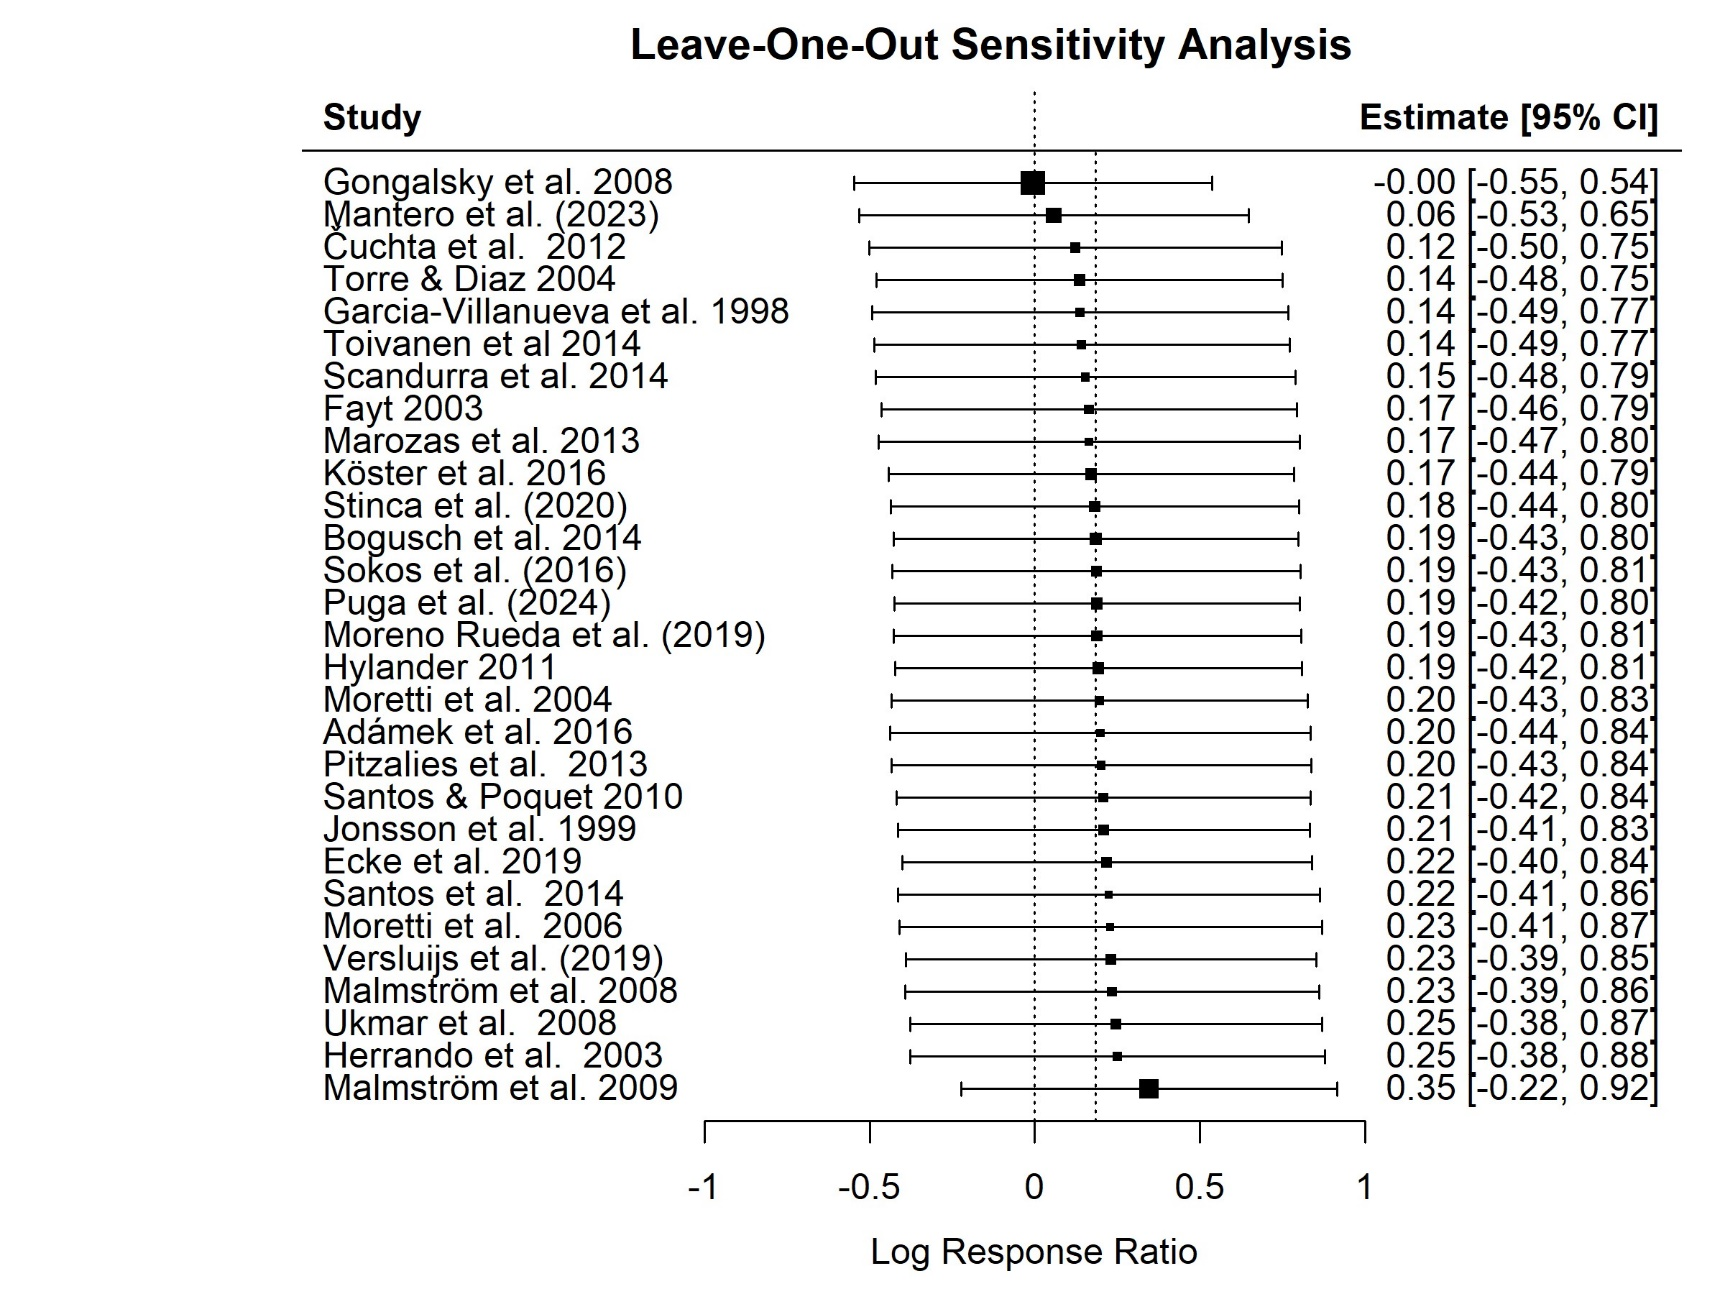 Leave-One-Out Sensitivity Analysis
Study Estimate [95% CI]
Gongalsky et al. 2008 -0.00 [-0.55, 0.54]
Mantero et al. (2023) 0.06 [-0.53, 0.65]
Čuchta et al.  2012 0.12 [-0.50, 0.75]
Torre & Diaz 2004 0.14 [-0.48, 0.75]
Garcia-Villanueva et al. 1998 0.14 [-0.49, 0.77]
Toivanen et al 2014 0.14 [-0.49, 0.77]
Scandurra et al. 2014 0.15 [-0.48, 0.79]
Fayt 2003 0.17 [-0.46, 0.79]
Marozas et al. 2013 0.17 [-0.47, 0.80]
Köster et al. 2016 0.17 [-0.44, 0.79]
Stinca et al. (2020) 0.18 [-0.44, 0.80]
Bogusch et al. 2014 0.19 [-0.43, 0.80]
Sokos et al. (2016) 0.19 [-0.43, 0.81]
Puga et al. (2024) 0.19 [-0.42, 0.80]
Moreno Rueda et al. (2019) 0.19 [-0.43, 0.81]
Hylander 2011 0.19 [-0.42, 0.81]
Moretti et al. 2004 0.20 [-0.43, 0.83]
Adámek et al. 2016 0.20 [-0.44, 0.84]
Pitzalies et al.  2013 0.20 [-0.43, 0.84]
Santos & Poquet 2010 0.21 [-0.42, 0.84]
Jonsson et al. 1999 0.21 [-0.41, 0.83]
Ecke et al. 2019 0.22 [-0.40, 0.84]
Santos et al.  2014 0.22 [-0.41, 0.86]
Moretti et al.  2006 0.23 [-0.41, 0.87]
Versluijs et al. (2019) 0.23 [-0.39, 0.85]
Malmström et al. 2008 0.23 [-0.39, 0.86]
Ukmar et al.  2008 0.25 [-0.38, 0.87]
Herrando et al.  2003 0.25 [-0.38, 0.88]
Malmström et al. 2009 0.35 [-0.22, 0.92]
-1 -0.5 0 0.5 1
Log Response Ratio